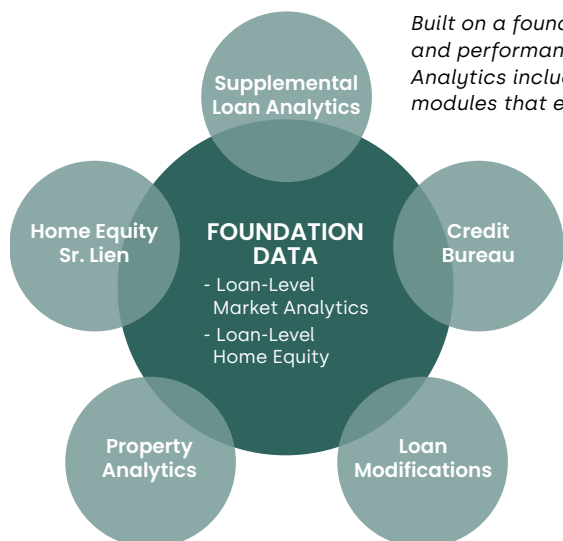 Built on a found
and performan
Analytics includ
modules that e
Supplemental
Loan Analytics
Home Equity
Sr. Lien
FOUNDATION
DATA
- Loan-Level
Market Analytics
- Loan-Level
Home Equity
Credit
Bureau
Property
Analytics
Loan
Modifications